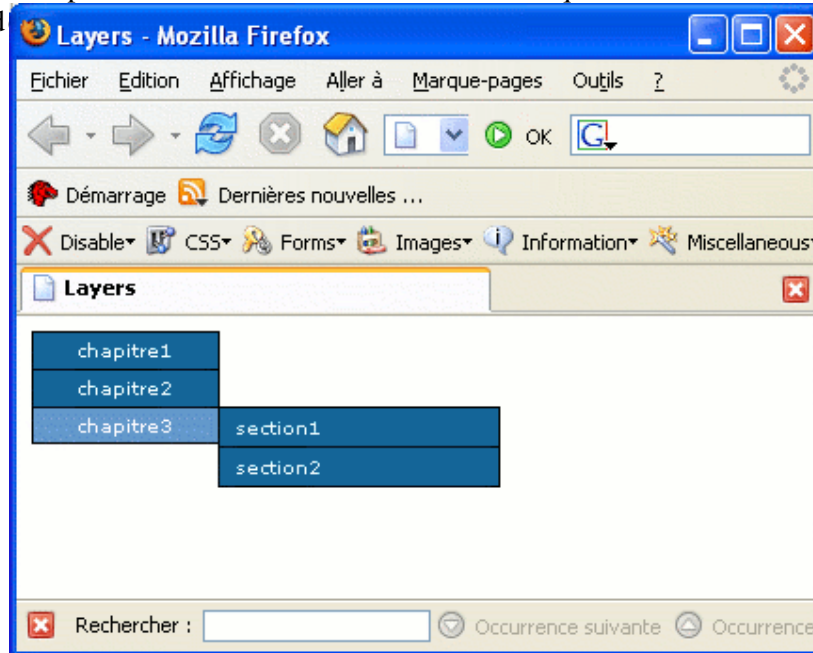 Layers - Mozilla Firefox
Fichier Edition Affichage Aller à Marque-pages Outils ?
OK G
Démarrage Dernières nouvelles ...
Disable CSS Forms Images Information Miscellaneous
Layers
chapitre1
chapitre2
chapitre3 section1
section2
Rechercher : Occurrence suivante Occurrence